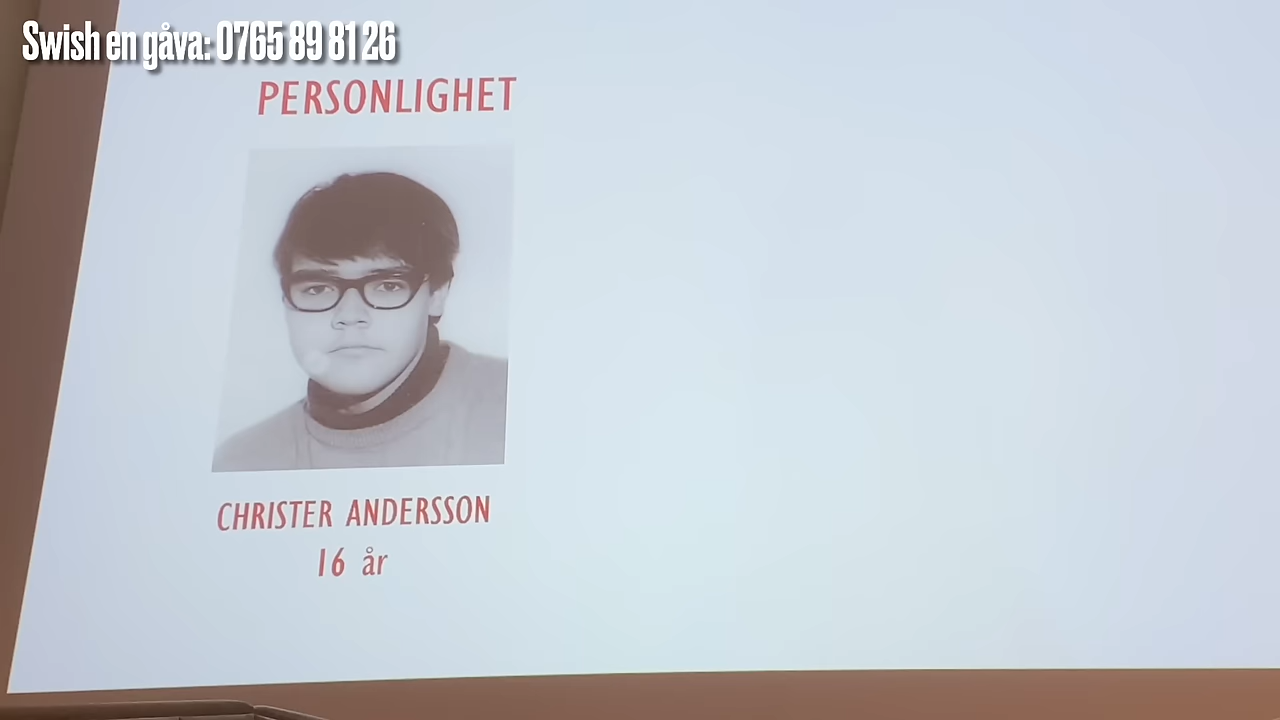 Swish en gåva: 0765 89 81 26
PERSONLIGHET
CHRISTER ANDERSSON
16 år